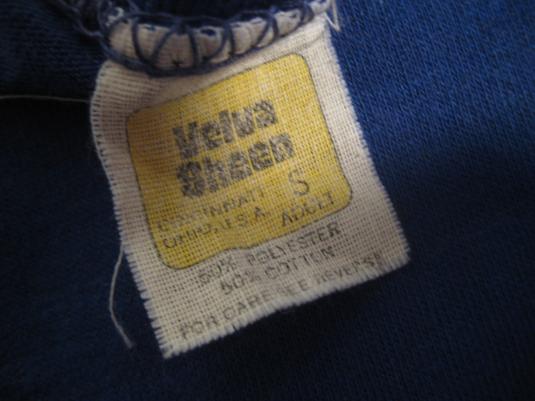 Velva
Sheen
CINCINNATI S
OHIO, U.S.A. ADULT
50% POLYESTER
50% COTTON
FOR CARE SEE REVERSE